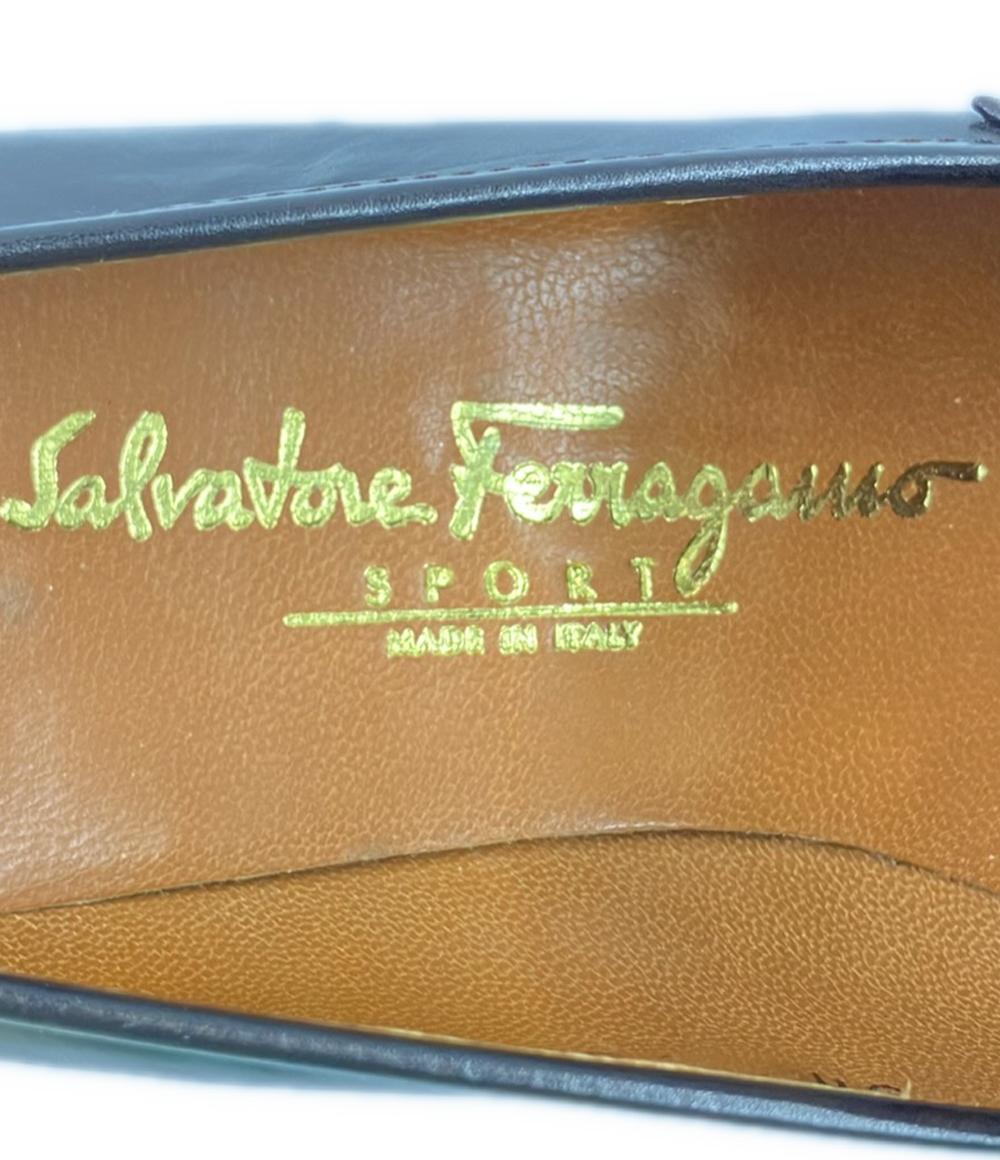 Salvatore Ferragamo
SPORT
MADE IN ITALY